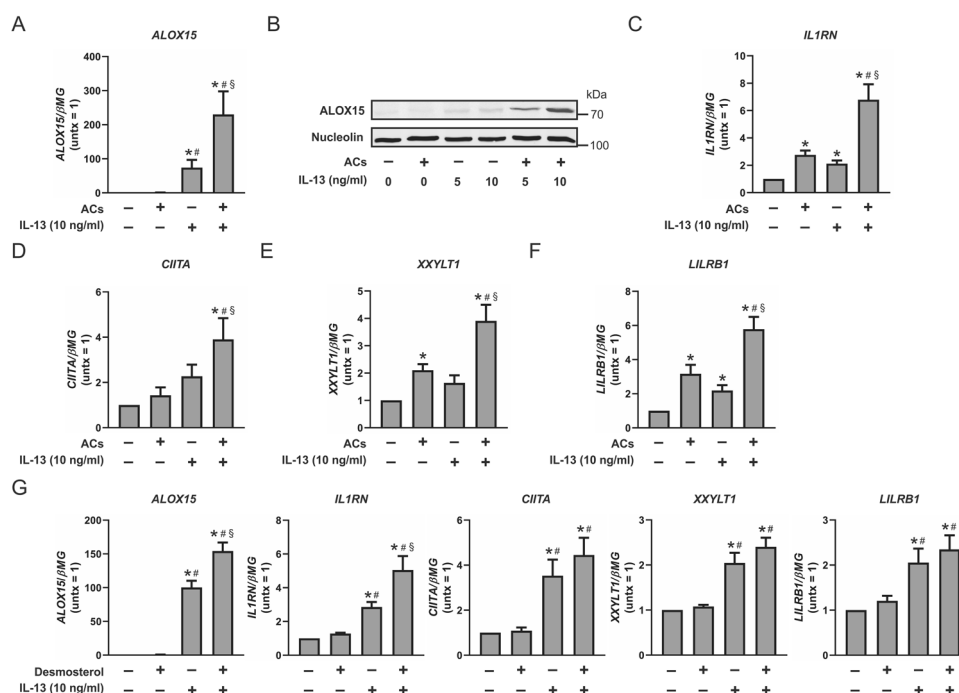 A
ALOX15
ALOX15/βMG
(untx = 1)
400
300
200
100
0
*#
*#§
ACs – + – +
IL-13 (10 ng/ml) – – + +
B
kDa
ALOX15
70
Nucleolin
100
ACs – + – – + +
IL-13 (ng/ml) 0 0 5 10 5 10
C
IL1RN
IL1RN/βMG
(untx = 1)
8
6
4
2
0
*
*
*#§
ACs – + – +
IL-13 (10 ng/ml) – – + +
D
CIITA
CIITA/βMG
(untx = 1)
6
4
2
0
*#§
ACs – + – +
IL-13 (10 ng/ml) – – + +
E
XXYLT1
XXYLT1/βMG
(untx = 1)
5
4
3
2
1
0
*
*#§
ACs – + – +
IL-13 (10 ng/ml) – – + +
F
LILRB1
LILRB1/βMG
(untx = 1)
8
6
4
2
0
*
*
*#§
ACs – + – +
IL-13 (10 ng/ml) – – + +
G
ALOX15
ALOX15/βMG
(untx = 1)
200
150
100
50
0
*#
*#§
IL1RN
IL1RN/βMG
(untx = 1)
8
6
4
2
0
*#
*#§
CIITA
CIITA/βMG
(untx = 1)
6
4
2
0
*#
*#
XXYLT1
XXYLT1/βMG
(untx = 1)
3
2
1
0
*#
*#
LILRB1
LILRB1/βMG
(untx = 1)
3
2
1
0
*#
*#
Desmosterol – + – + – + – + – + – + – + – + – + – +
IL-13 (10 ng/ml) – – + + – – + + – – + + – – + + – – + +